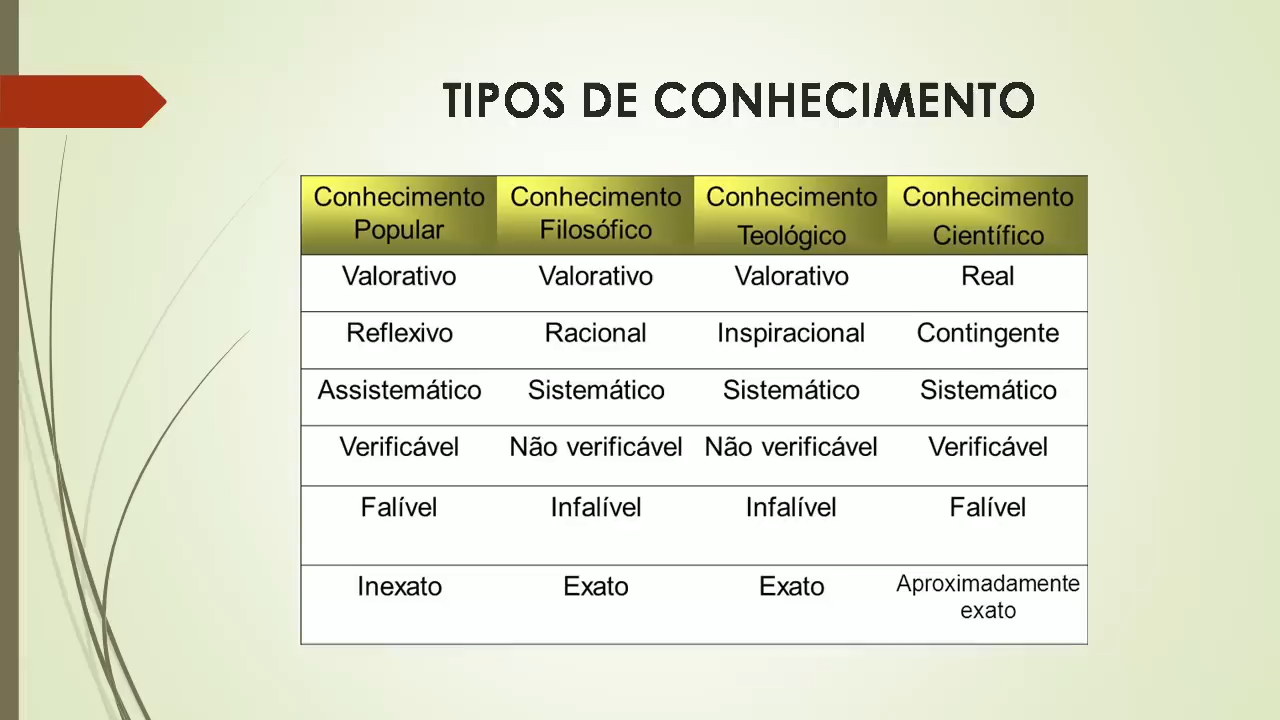 TIPOS DE CONHECIMENTO
Conhecimento Popular Conhecimento Filosófico Conhecimento Teológico Conhecimento Científico
Valorativo Valorativo Valorativo Real
Reflexivo Racional Inspiracional Contingente
Assistemático Sistemático Sistemático Sistemático
Verificável Não verificável Não verificável Verificável
Falível Infalível Infalível Falível
Inexato Exato Exato Aproximadamente exato